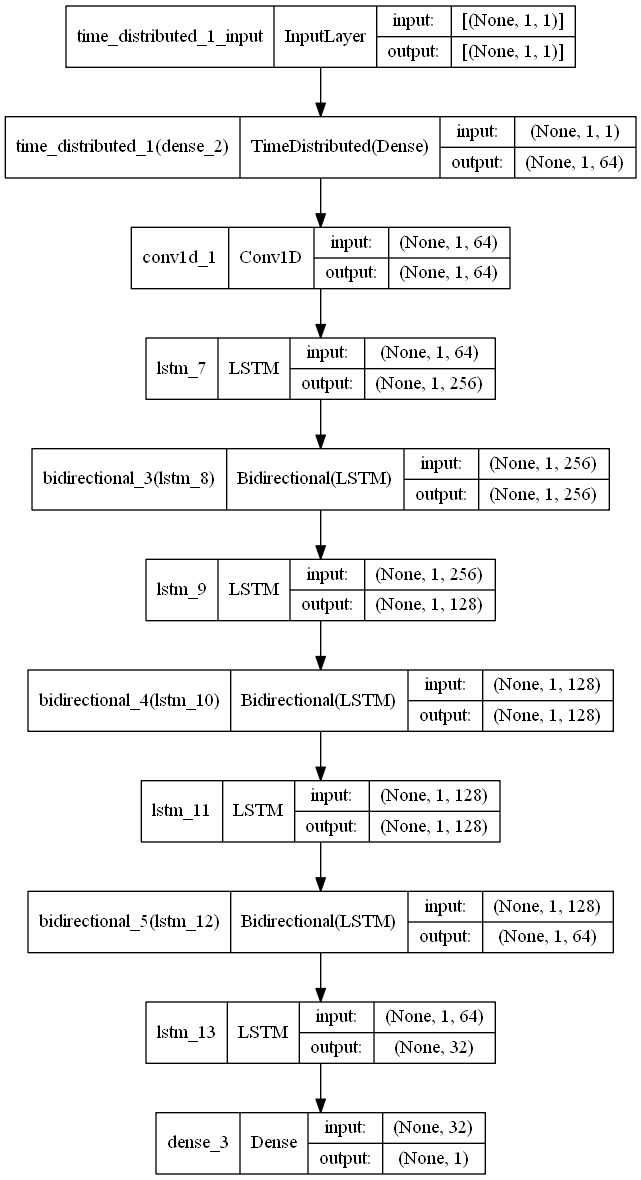 time_distributed_1_input InputLayer input: [(None, 1, 1)]
output: [(None, 1, 1)]
time_distributed_1(dense_2) TimeDistributed(Dense) input: (None, 1, 1)
output: (None, 1, 64)
conv1d_1 Conv1D input: (None, 1, 64)
output: (None, 1, 64)
lstm_7 LSTM input: (None, 1, 64)
output: (None, 1, 256)
bidirectional_3(lstm_8) Bidirectional(LSTM) input: (None, 1, 256)
output: (None, 1, 256)
lstm_9 LSTM input: (None, 1, 256)
output: (None, 1, 128)
bidirectional_4(lstm_10) Bidirectional(LSTM) input: (None, 1, 128)
output: (None, 1, 128)
lstm_11 LSTM input: (None, 1, 128)
output: (None, 1, 128)
bidirectional_5(lstm_12) Bidirectional(LSTM) input: (None, 1, 128)
output: (None, 1, 64)
lstm_13 LSTM input: (None, 1, 64)
output: (None, 32)
dense_3 Dense input: (None, 32)
output: (None, 1)